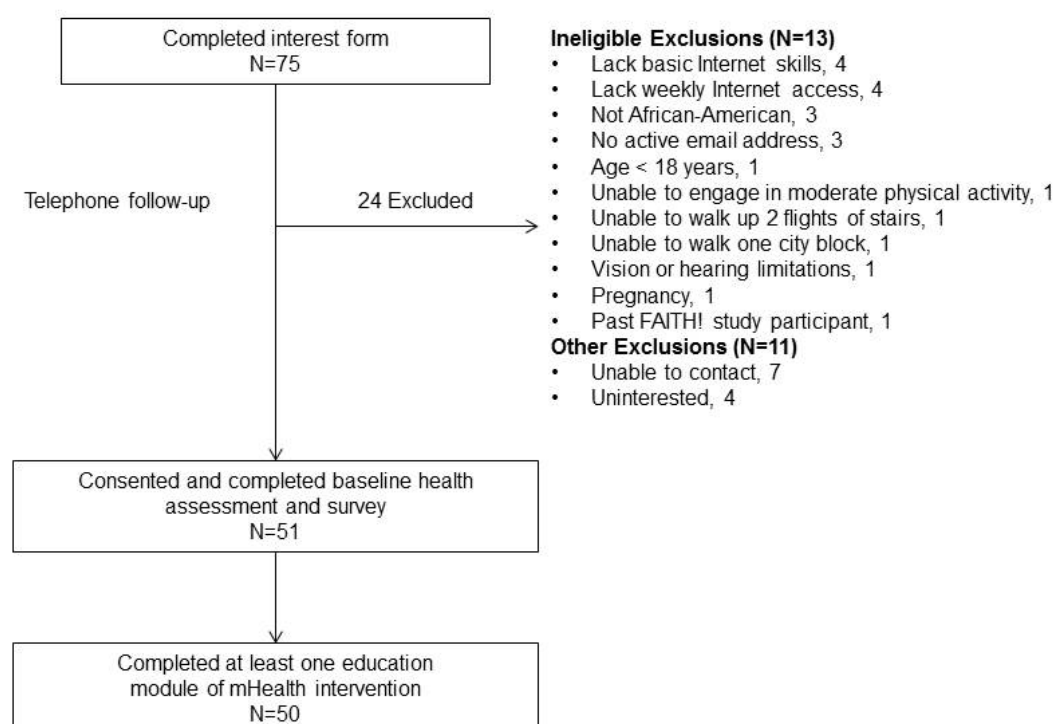 Completed interest form
N=75
Telephone follow-up
24 Excluded
Ineligible Exclusions (N=13)
• Lack basic Internet skills, 4
• Lack weekly Internet access, 4
• Not African-American, 3
• No active email address, 3
• Age < 18 years, 1
• Unable to engage in moderate physical activity, 1
• Unable to walk up 2 flights of stairs, 1
• Unable to walk one city block, 1
• Vision or hearing limitations, 1
• Pregnancy, 1
• Past FAITH! study participant, 1
Other Exclusions (N=11)
• Unable to contact, 7
• Uninterested, 4
Consented and completed baseline health
assessment and survey
N=51
Completed at least one education
module of mHealth intervention
N=50